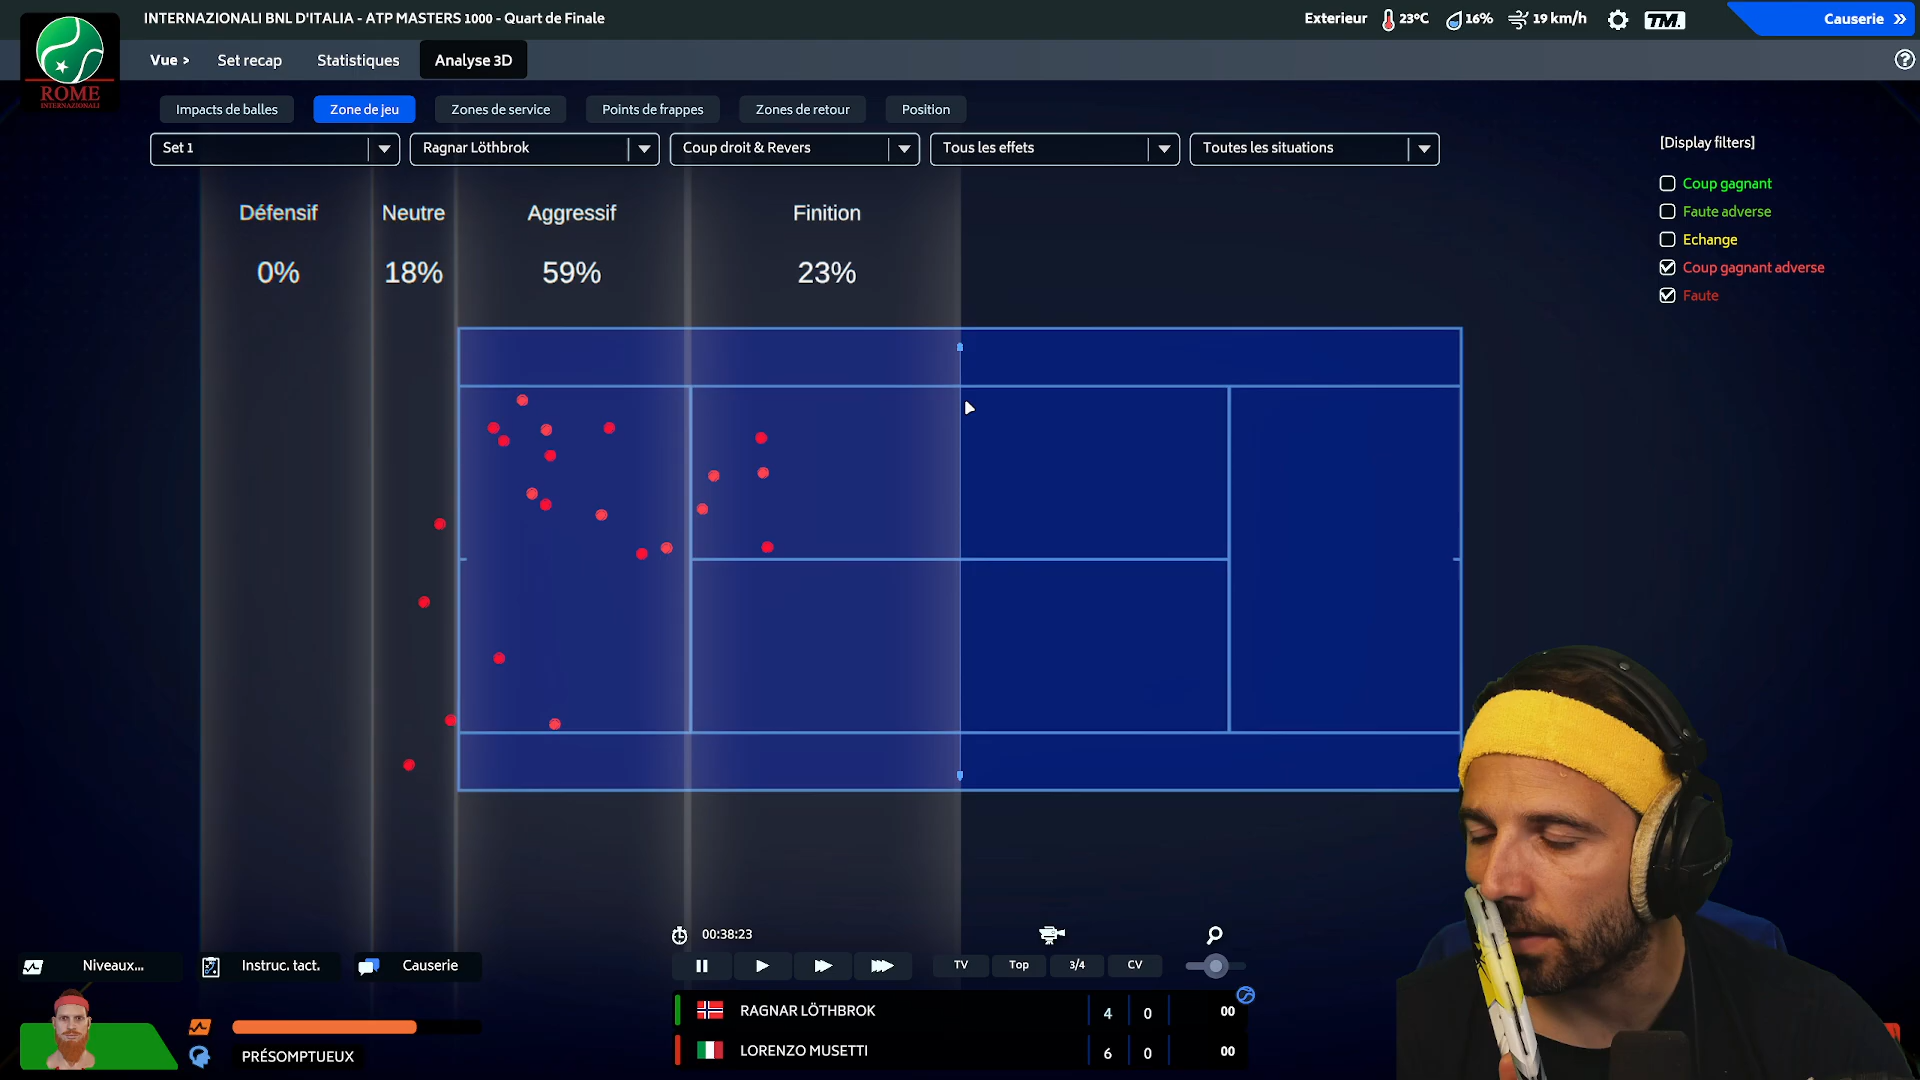 INTERNAZIONALI BNL D'ITALIA - ATP MASTERS 1000 - Quart de Finale
Exterieur 23°C 16% 19 km/h TM. Causerie »
ROME
INTERNAZIONALI
Vue > Set recap Statistiques Analyse 3D
Impacts de balles Zone de jeu Zones de service Points de frappes Zones de retour Position
Set 1 Ragnar Löthbrok Coup droit & Revers Tous les effets Toutes les situations
[Display filters]
Coup gagnant
Faute adverse
Echange
Coup gagnant adverse
Faute
Défensif Neutre Aggressif Finition
0% 18% 59% 23%
00:38:23
Niveaux... Instruc. tact. Causerie
TV Top 3/4 CV
RAGNAR LÖTHBROK 4 0 00
LORENZO MUSETTI 6 0 00
PRÉSOMPTUEUX